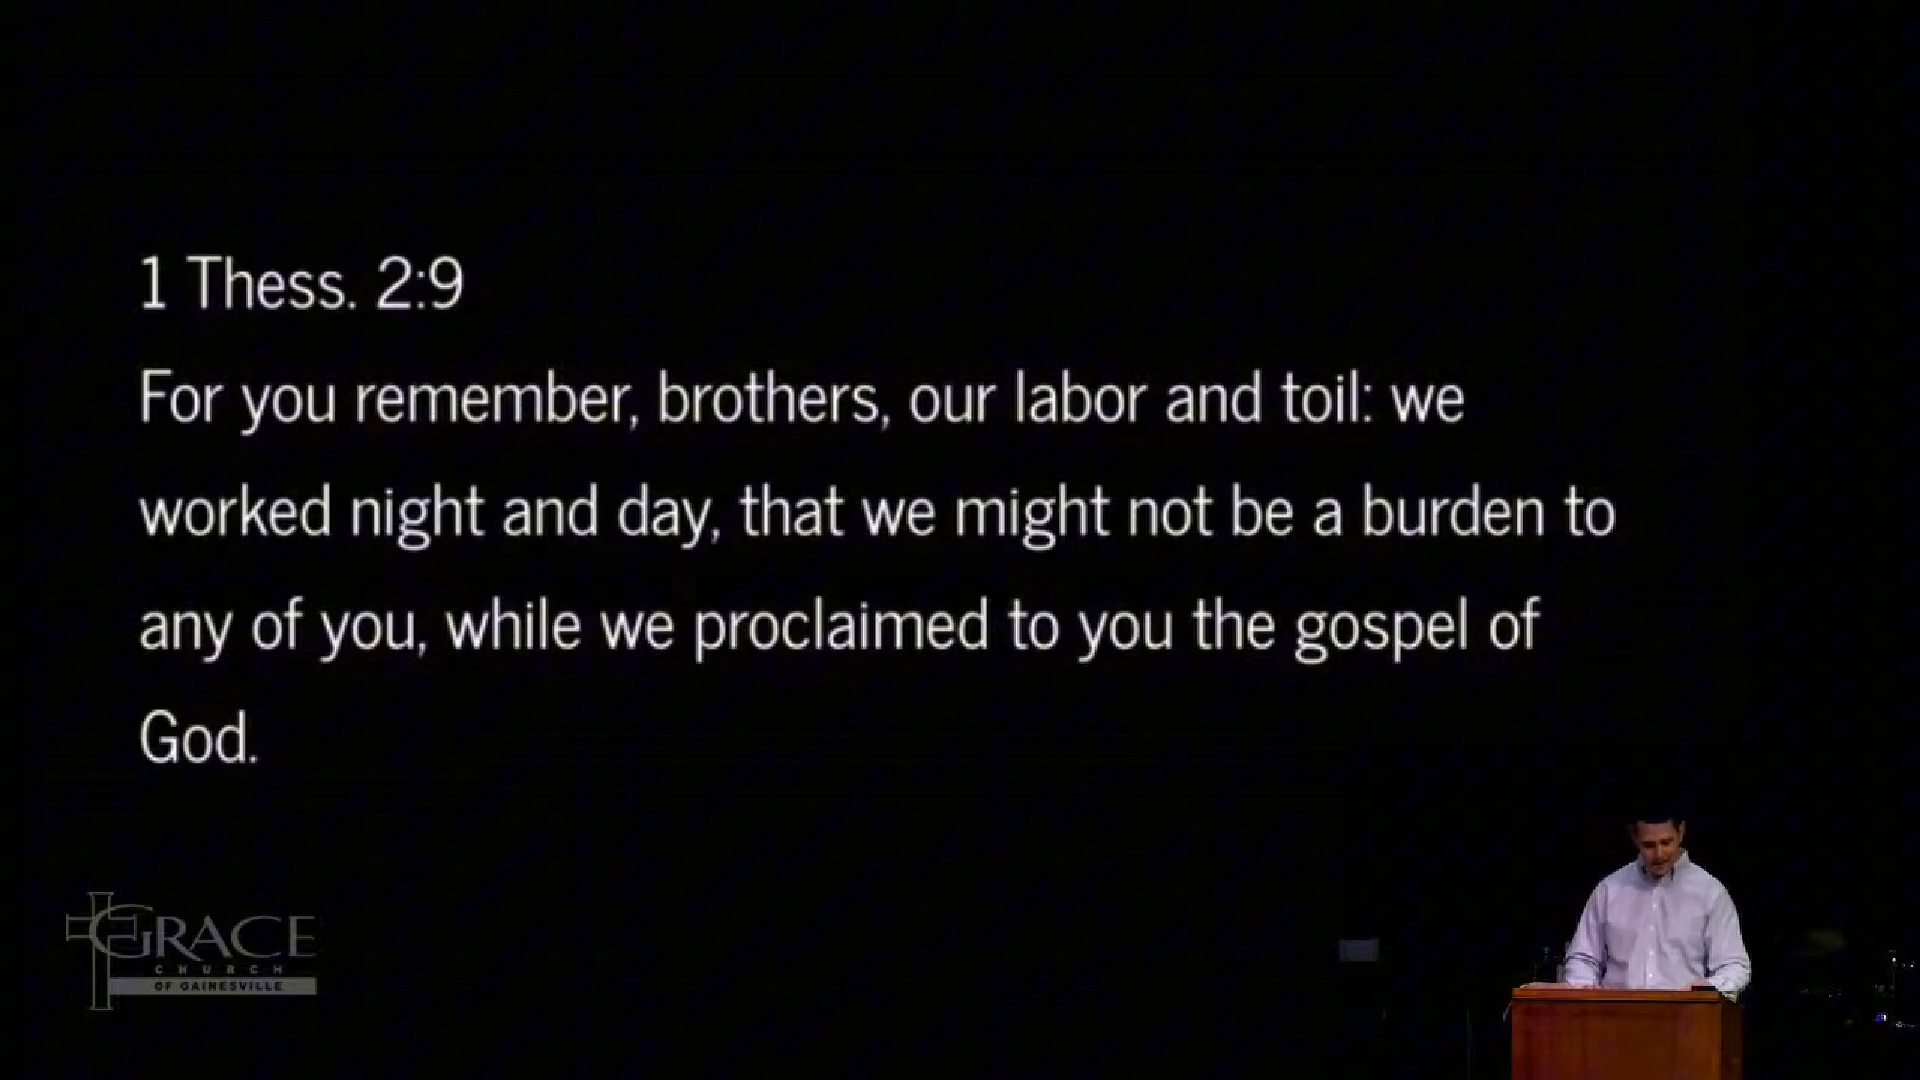 1 Thess. 2:9
For you remember, brothers, our labor and toil: we
worked night and day, that we might not be a burden to
any of you, while we proclaimed to you the gospel of
God.
GRACE
CHURCH
OF GAINESVILLE